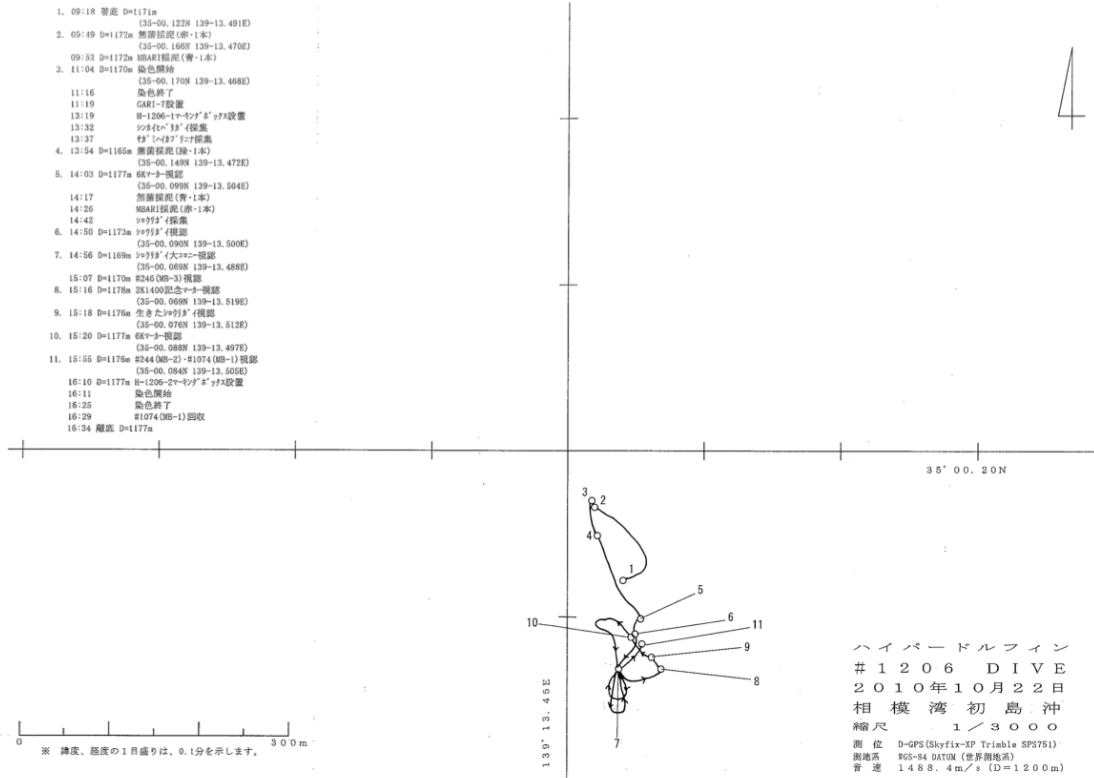 1. 09:18 着底 D=1171m
(35-00.122N 139-13.491E)
2. 09:49 D=1172m 無菌採泥(赤・1本)
(35-00.166N 139-13.470E)
09:52 D=1172m MBARI採泥(青・1本)
3. 11:04 D=1170m 染色開始
(35-00.170N 139-13.468E)
11:16 染色終了
11:19 GARI-7設置
13:19 H-1206-1マーキングボックス設置
13:32 シンカイヒバリガイ採集
13:37 サガミハイカブリニナ採集
4. 13:54 D=1165m 無菌採泥(緑・1本)
(35-00.149N 139-13.472E)
5. 14:03 D=1177m 6Kマーカー視認
(35-00.099N 139-13.504E)
14:17 無菌採泥(青・1本)
14:26 MBARI採泥(赤・1本)
14:42 シロウリガイ採集
6. 14:50 D=1173m シロウリガイ視認
(35-00.090N 139-13.500E)
7. 14:56 D=1169m シロウリガイ大コロニー視認
(35-00.069N 139-13.488E)
15:07 D=1170m #246(MB-3)視認
8. 15:16 D=1178m 2K1400記念マーカー視認
(35-00.069N 139-13.519E)
9. 15:18 D=1176m 生きたシロウリガイ視認
(35-00.076N 139-13.512E)
10. 15:20 D=1177m 6Kマーカー視認
(35-00.088N 139-13.497E)
11. 15:55 D=1176m #244(MB-2)・#1074(MB-1)視認
(35-00.084N 139-13.505E)
16:10 D=1177m H-1206-2マーキングボックス設置
16:11 染色開始
16:25 染色終了
16:29 #1074(MB-1)回収
16:34 離底 D=1177m
35°00.20N
3
2
4
1
5
6
10
11
9
8
7
139°13.45E
0 300m
※ 緯度、経度の1目盛りは、0.1分を示します。
ハイパードルフィン
#1206 DIVE
2010年10月22日
相模湾初島沖
縮尺 1/3000
測位 D-GPS(Skyfix-XP Trimble SPS751)
測地系 WGS-84 DATUM (世界測地系)
音速 1488.4m/s (D=1200m)